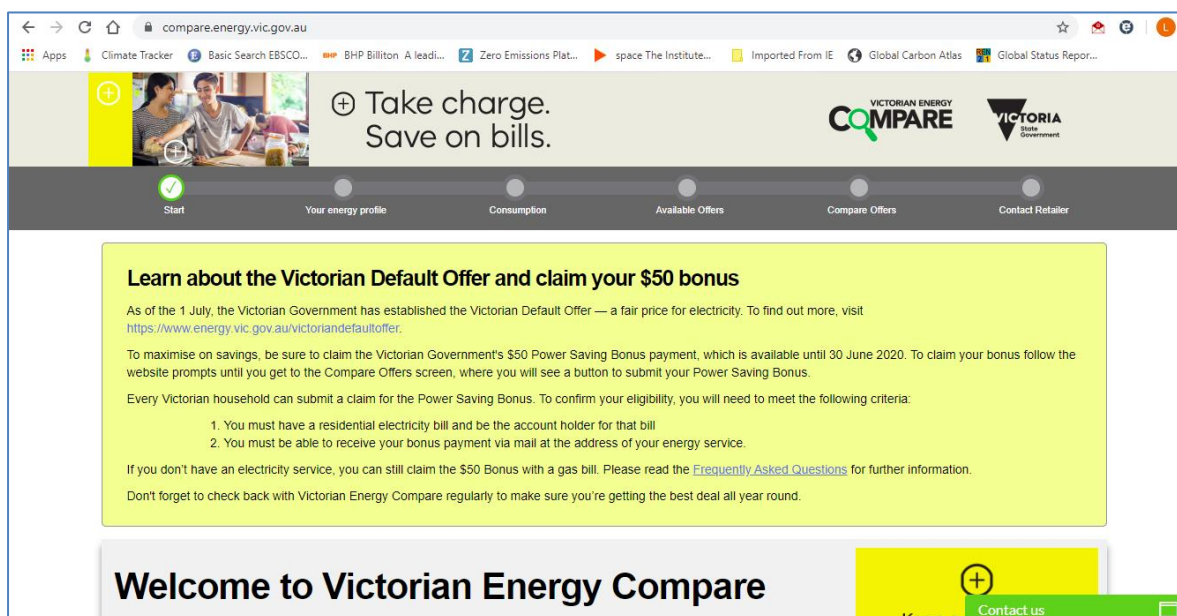 compare.energy.vic.gov.au
Apps Climate Tracker Basic Search EBSCO... BHP Billiton A leadi... Zero Emissions Plat... space The Institute... Imported From IE Global Carbon Atlas Global Status Repor...
Take charge.
Save on bills.
VICTORIAN ENERGY
COMPARE
VICTORIA
State
Government
Start Your energy profile Consumption Available Offers Compare Offers Contact Retailer
Learn about the Victorian Default Offer and claim your $50 bonus
As of the 1 July, the Victorian Government has established the Victorian Default Offer — a fair price for electricity. To find out more, visit
https://www.energy.vic.gov.au/victoriandefaultoffer.
To maximise on savings, be sure to claim the Victorian Government's $50 Power Saving Bonus payment, which is available until 30 June 2020. To claim your bonus follow the
website prompts until you get to the Compare Offers screen, where you will see a button to submit your Power Saving Bonus.
Every Victorian household can submit a claim for the Power Saving Bonus. To confirm your eligibility, you will need to meet the following criteria:
1. You must have a residential electricity bill and be the account holder for that bill
2. You must be able to receive your bonus payment via mail at the address of your energy service.
If you don't have an electricity service, you can still claim the $50 Bonus with a gas bill. Please read the Frequently Asked Questions for further information.
Don't forget to check back with Victorian Energy Compare regularly to make sure you're getting the best deal all year round.
Welcome to Victorian Energy Compare
Contact us